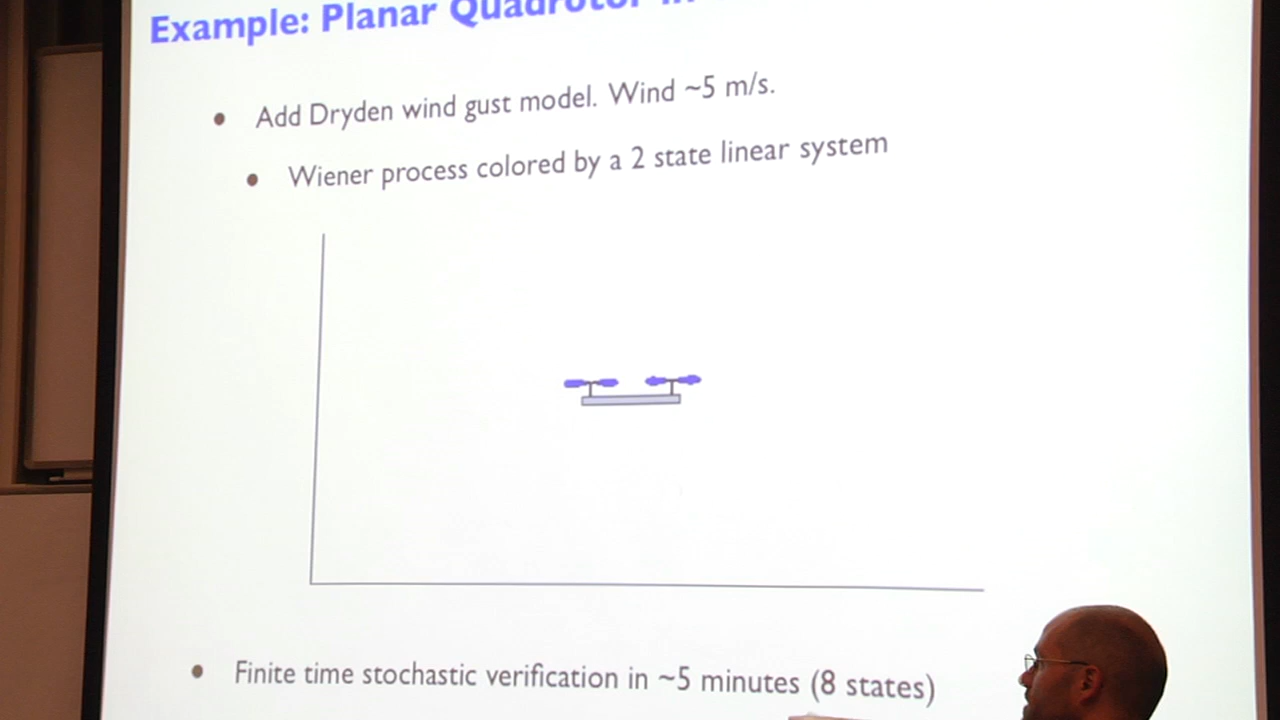 Example: Planar Quadrotor in
• Add Dryden wind gust model. Wind ~5 m/s.
• Wiener process colored by a 2 state linear system
• Finite time stochastic verification in ~5 minutes (8 states)